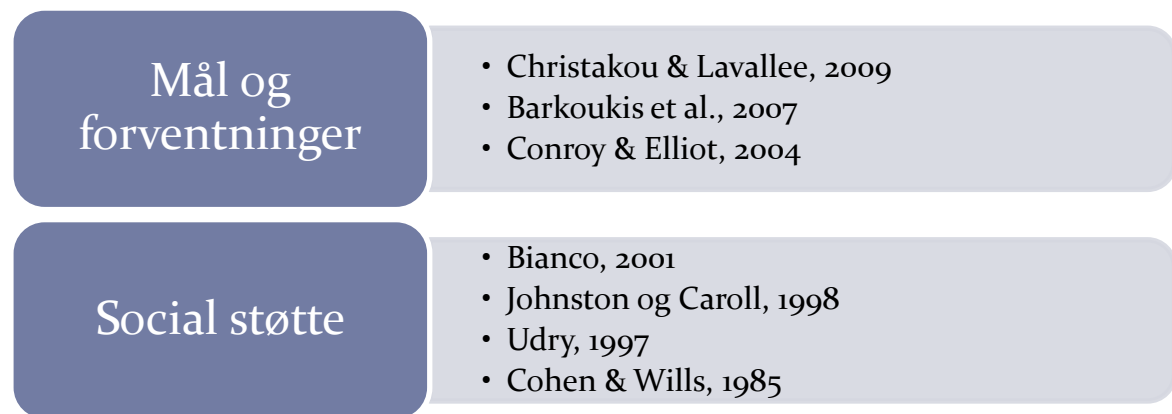 Mål og
forventninger
• Christakou & Lavallee, 2009
• Barkoukis et al., 2007
• Conroy & Elliot, 2004
Social støtte
• Bianco, 2001
• Johnston og Caroll, 1998
• Udry, 1997
• Cohen & Wills, 1985